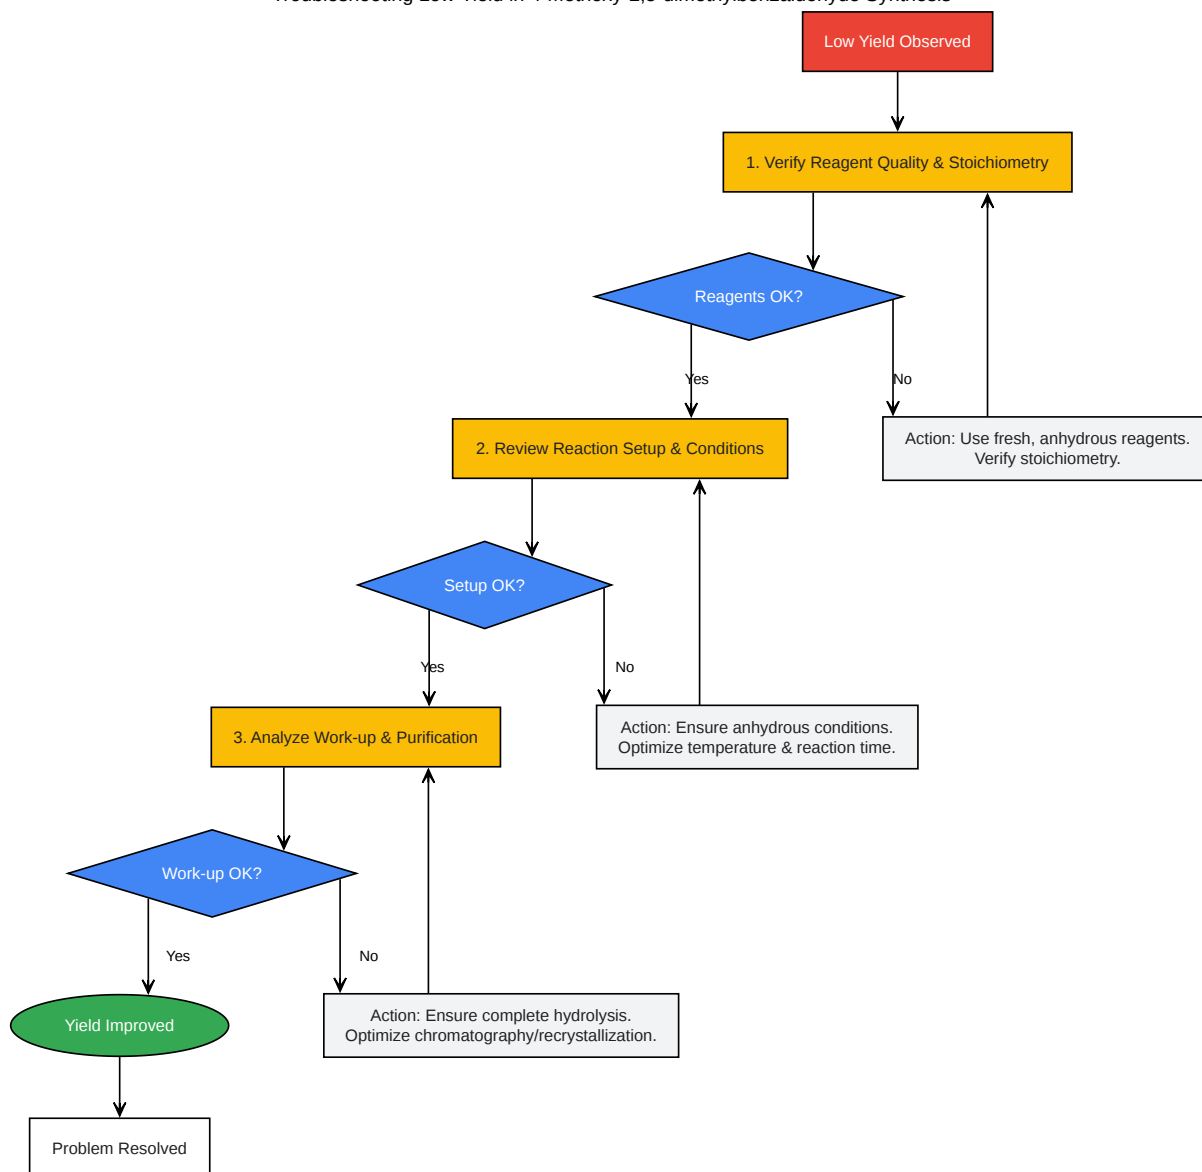 Low Yield Observed
1. Verify Reagent Quality & Stoichiometry
Reagents OK?
Yes
No
2. Review Reaction Setup & Conditions
Action: Use fresh, anhydrous reagents.
Verify stoichiometry.
Setup OK?
Yes
No
3. Analyze Work-up & Purification
Action: Ensure anhydrous conditions.
Optimize temperature & reaction time.
Work-up OK?
Yes
No
Yield Improved
Action: Ensure complete hydrolysis.
Optimize chromatography/recrystallization.
Problem Resolved